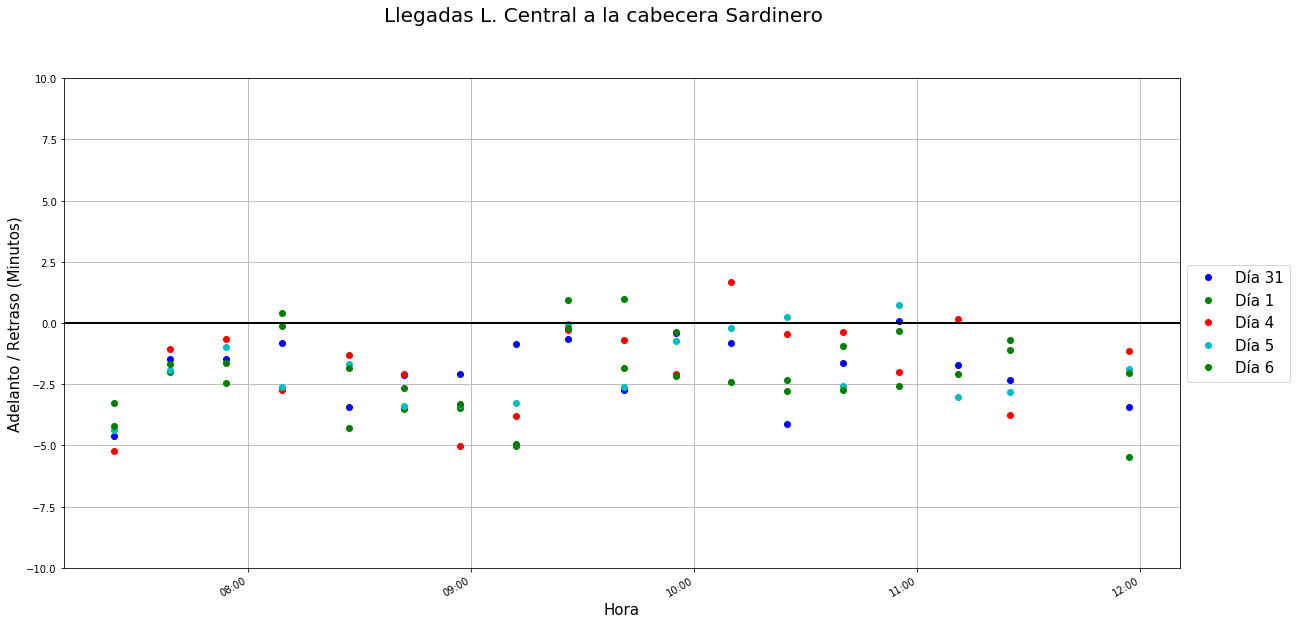 Llegadas L. Central a la cabecera Sardinero
Adelanto / Retraso (Minutos)
10.0
7.5
5.0
2.5
0.0
−2.5
−5.0
−7.5
−10.0
08:00
09:00
10:00
11:00
12:00
Hora
Día 31
Día 1
Día 4
Día 5
Día 6